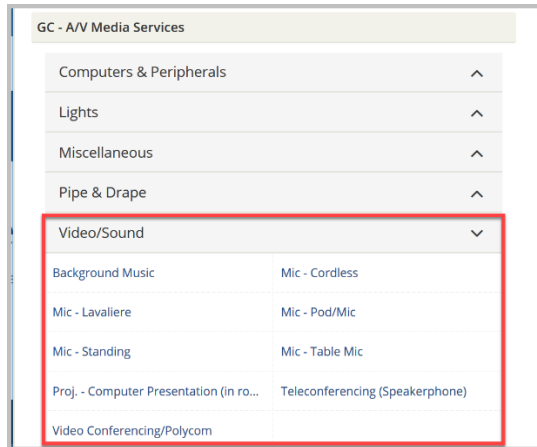 GC - A/V Media Services
Computers & Peripherals
Lights
Miscellaneous
Pipe & Drape
Video/Sound
Background Music
Mic - Cordless
Mic - Lavaliere
Mic - Pod/Mic
Mic - Standing
Mic - Table Mic
Proj. - Computer Presentation (in ro...
Teleconferencing (Speakerphone)
Video Conferencing/Polycom